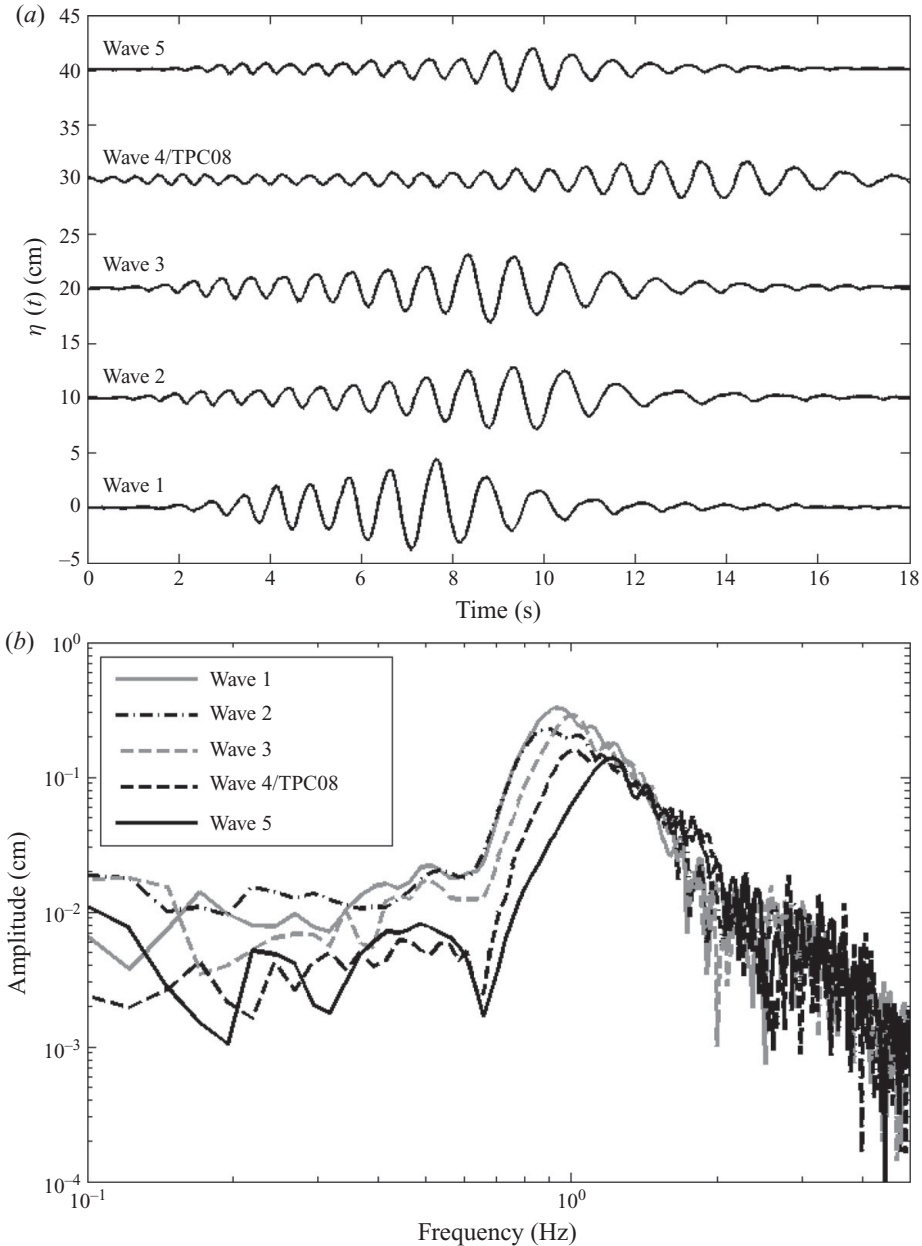 (a)
45
40
35
30
25
20
15
10
5
0
–5
η (t) (cm)
Wave 5
Wave 4/TPC08
Wave 3
Wave 2
Wave 1
0 2 4 6 8 10 12 14 16 18
Time (s)
(b)
10^0
10^-1
10^-2
10^-3
10^-4
Amplitude (cm)
Wave 1
Wave 2
Wave 3
Wave 4/TPC08
Wave 5
10^-1 10^0
Frequency (Hz)